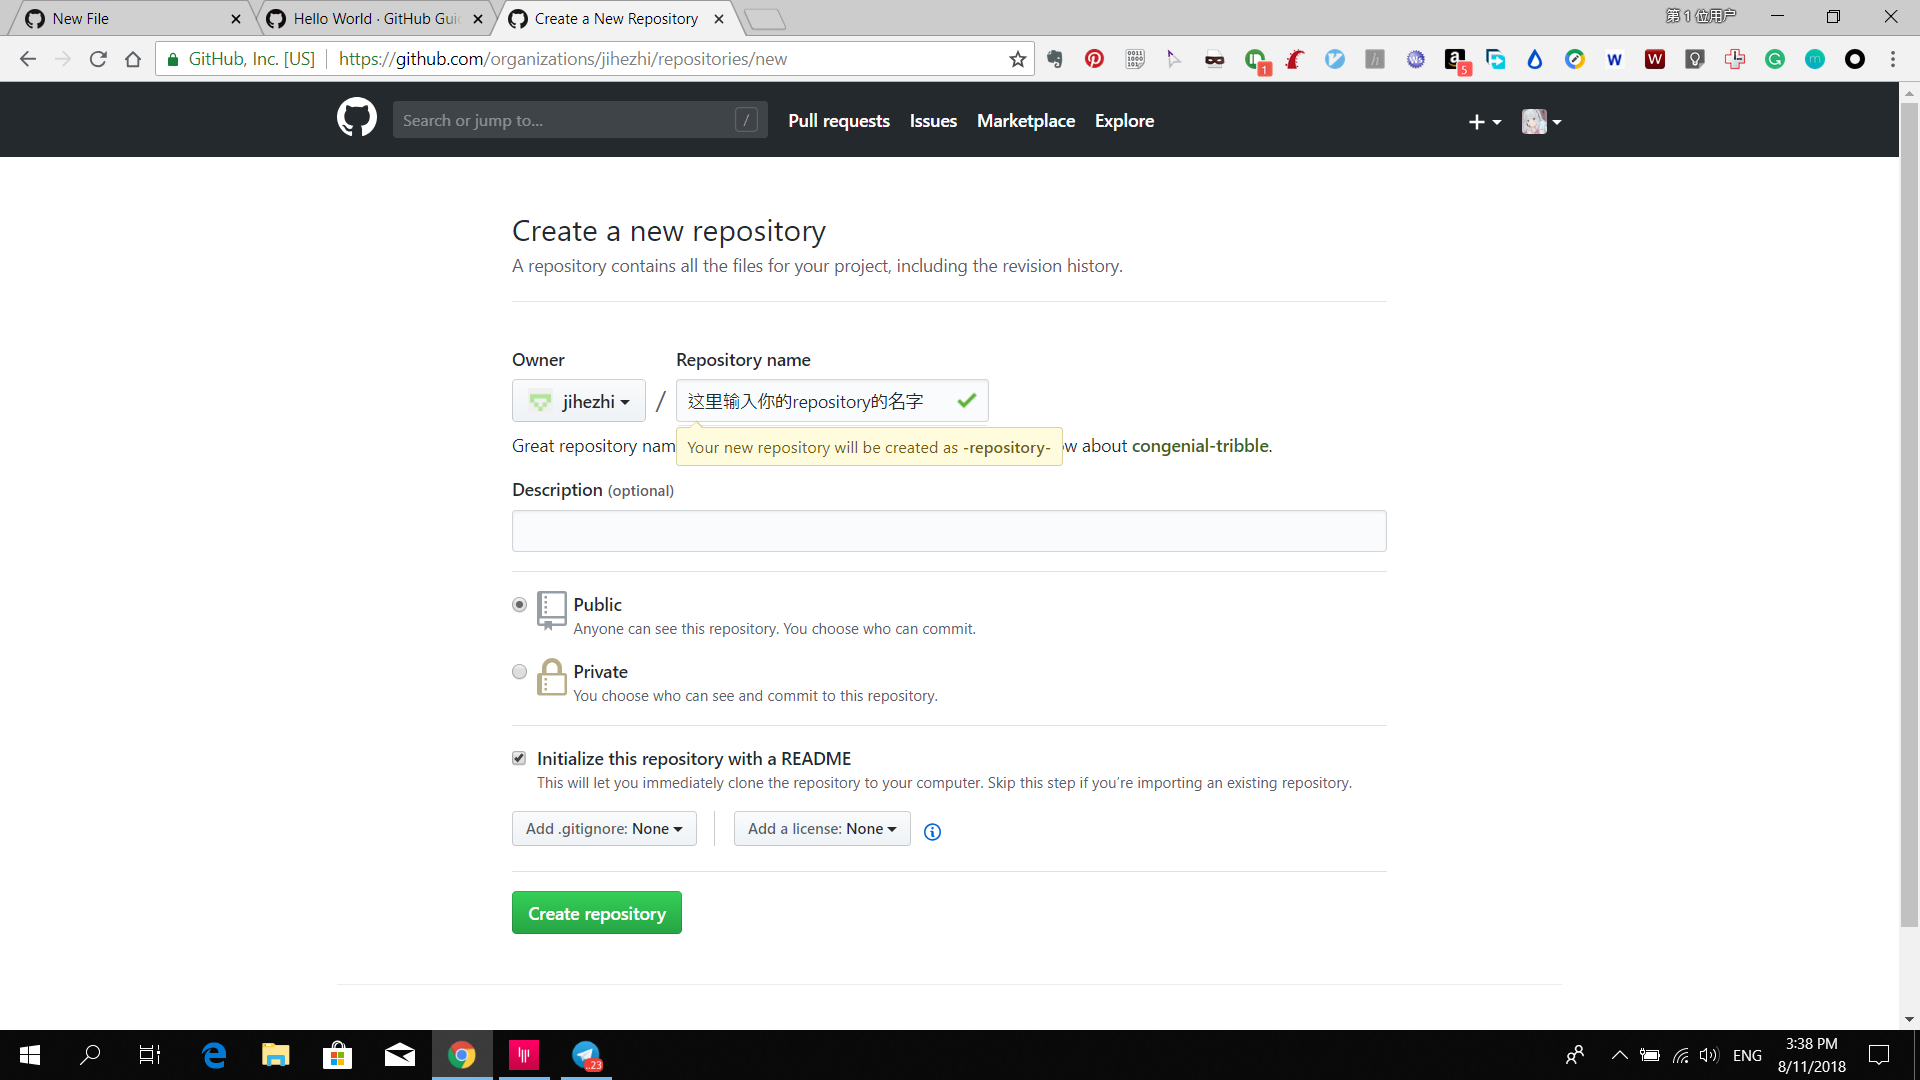 New File
Hello World · GitHub Gui
Create a New Repository
第 1 位用户
GitHub, Inc. [US]
https://github.com/organizations/jihezhi/repositories/new
1
5
Search or jump to...
/
Pull requests
Issues
Marketplace
Explore
Create a new repository
A repository contains all the files for your project, including the revision history.
Owner
Repository name
jihezhi
/
这里输入你的repository的名字
Great repository nam
Your new repository will be created as -repository-
w about congenial-tribble.
Description (optional)
Public
Anyone can see this repository. You choose who can commit.
Private
You choose who can see and commit to this repository.
Initialize this repository with a README
This will let you immediately clone the repository to your computer. Skip this step if you’re importing an existing repository.
Add .gitignore: None
Add a license: None
Create repository
..23
ENG
3:38 PM
8/11/2018